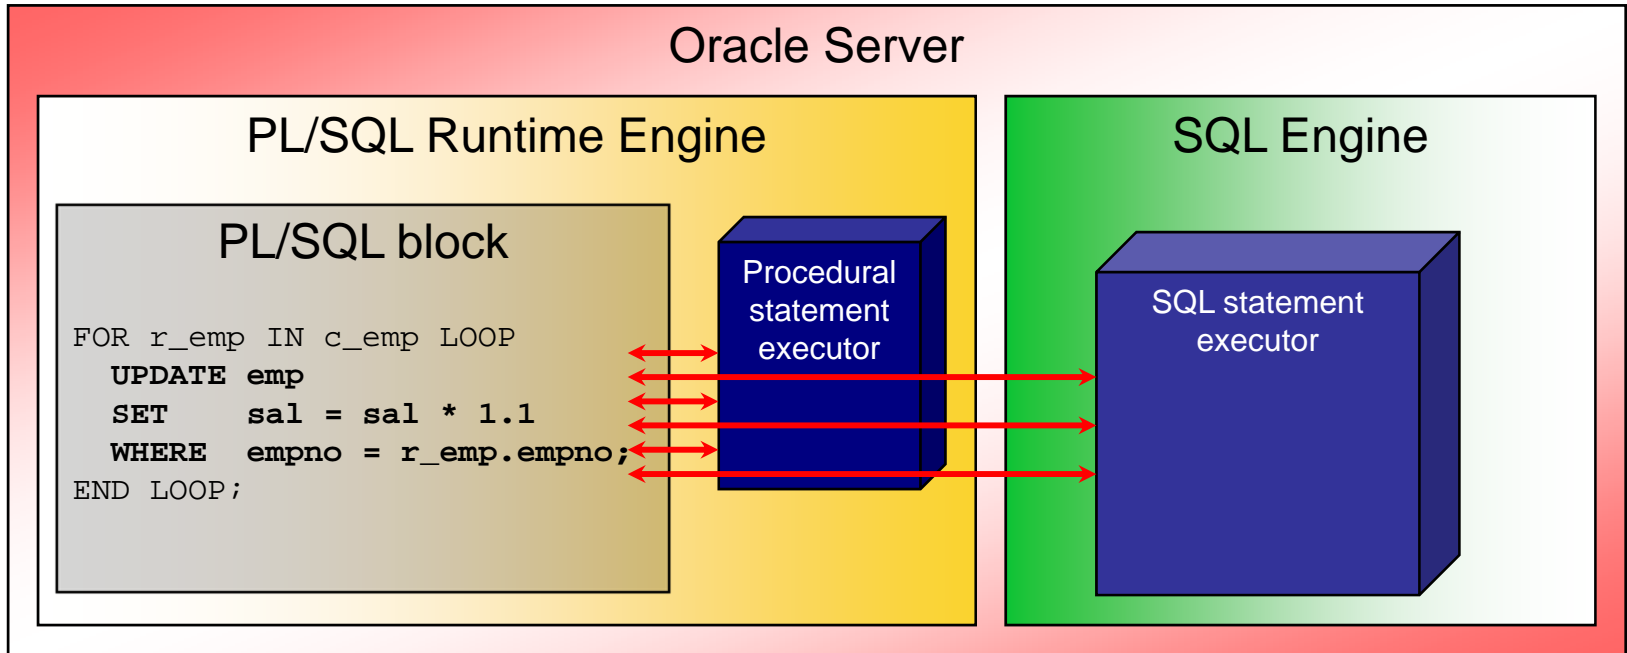 Oracle Server
PL/SQL Runtime Engine
SQL Engine
PL/SQL block
FOR r_emp IN c_emp LOOP
  UPDATE emp
  SET    sal = sal * 1.1
  WHERE  empno = r_emp.empno;
END LOOP;
Procedural
statement
executor
SQL statement
executor